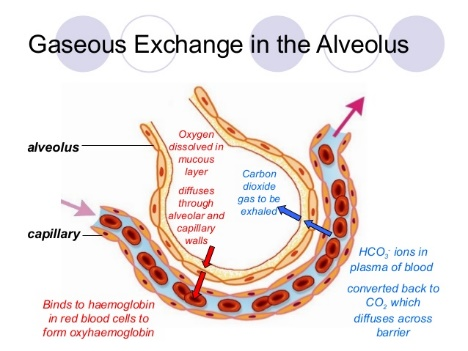 Gaseous Exchange in the Alveolus
alveolus
Oxygen
dissolved in
mucous
layer
diffuses
through
alveolar and
capillary
walls
Carbon
dioxide
gas to be
exhaled
capillary
Binds to haemoglobin
in red blood cells to
form oxyhaemoglobin
HCO3- ions in
plasma of blood
converted back to
CO2 which
diffuses across
barrier